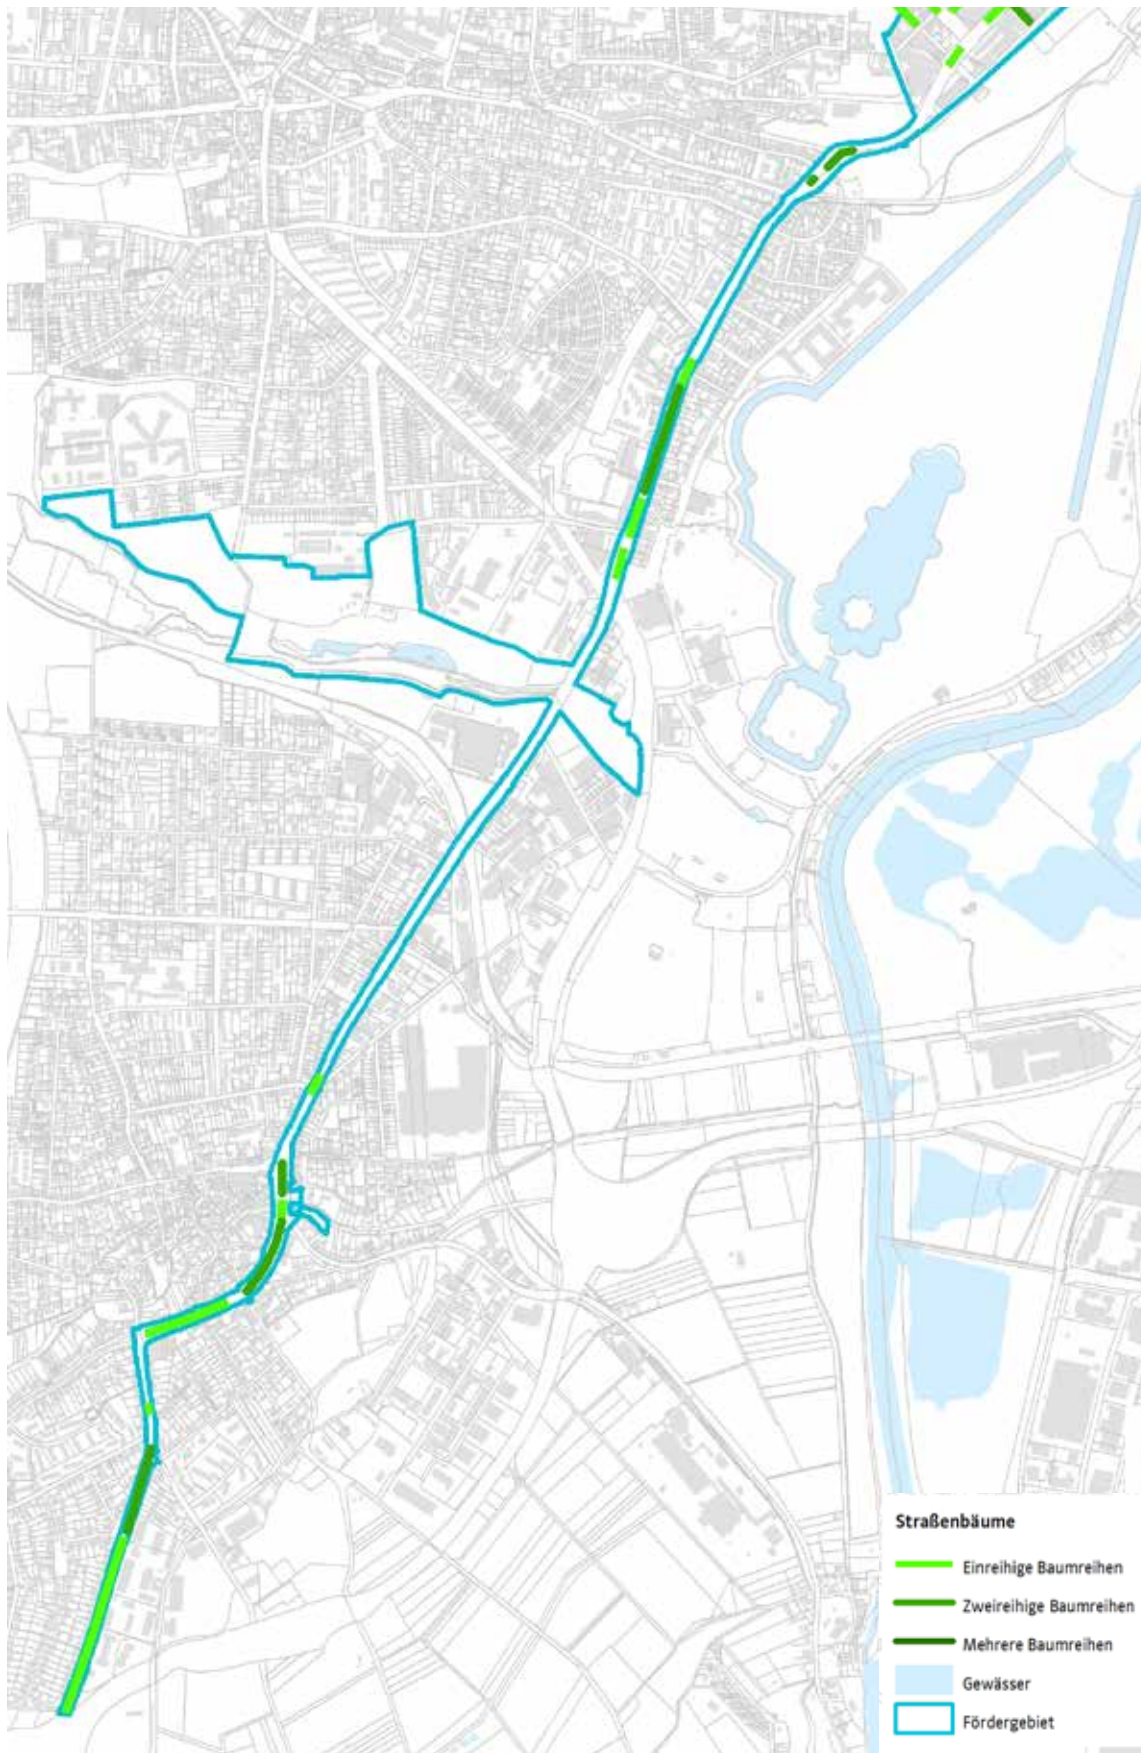 Straßenbäume
Einreihige Baumreihen
Zweireihige Baumreihen
Mehrere Baumreihen
Gewässer
Fördergebiet